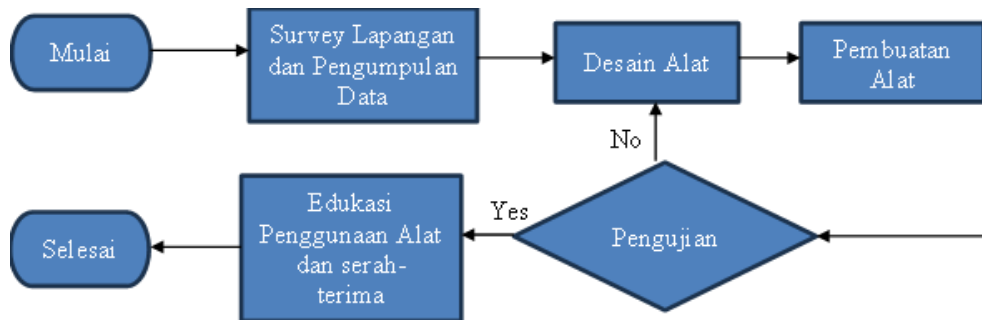 Mulai
Survey Lapangan
dan Pengumpulan
Data
Desain Alat
Pembuatan
Alat
No
Yes
Pengujian
Edukasi
Penggunaan Alat
dan serah-
terima
Selesai